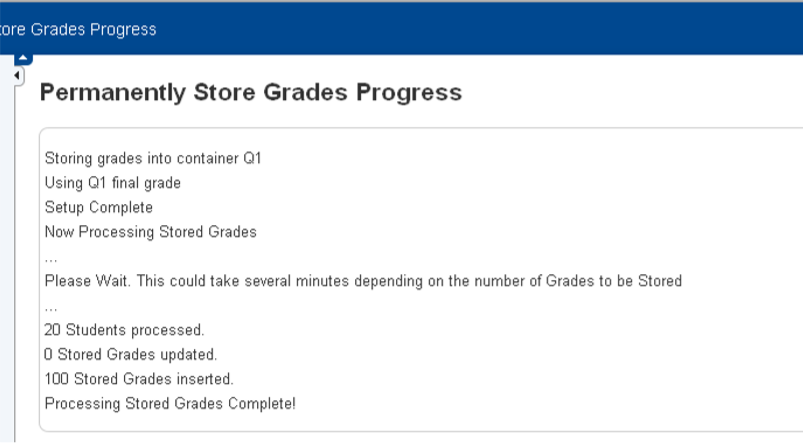 tore Grades Progress
Permanently Store Grades Progress
Storing grades into container Q1
Using Q1 final grade
Setup Complete
Now Processing Stored Grades
...
Please Wait. This could take several minutes depending on the number of Grades to be Stored
...
20 Students processed.
0 Stored Grades updated.
100 Stored Grades inserted.
Processing Stored Grades Complete!